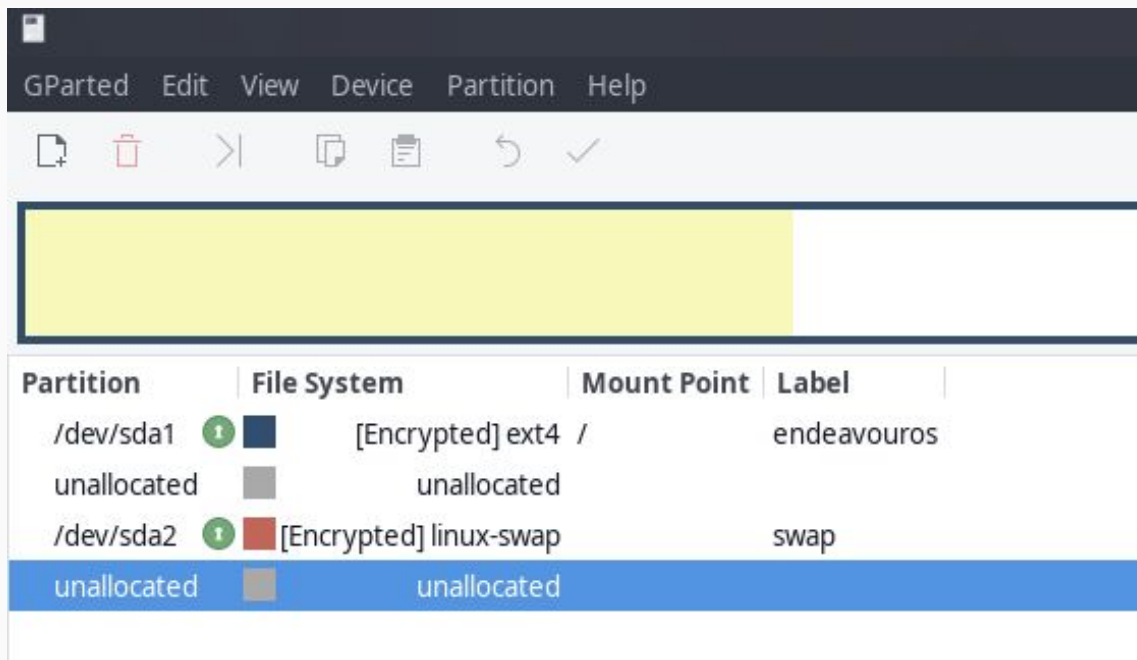 GParted Edit View Device Partition Help
Partition File System Mount Point Label
/dev/sda1 [Encrypted] ext4 / endeavouros
unallocated unallocated
/dev/sda2 [Encrypted] linux-swap swap
unallocated unallocated